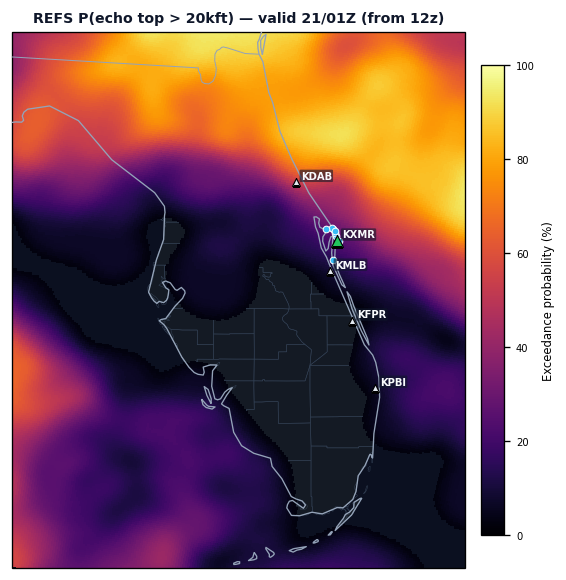 REFS P(echo top > 20kft) — valid 21/01Z (from 12z)
KDAB
KXMR
KMLB
KFPR
KPBI
100
80
60
40
20
0
Exceedance probability (%)